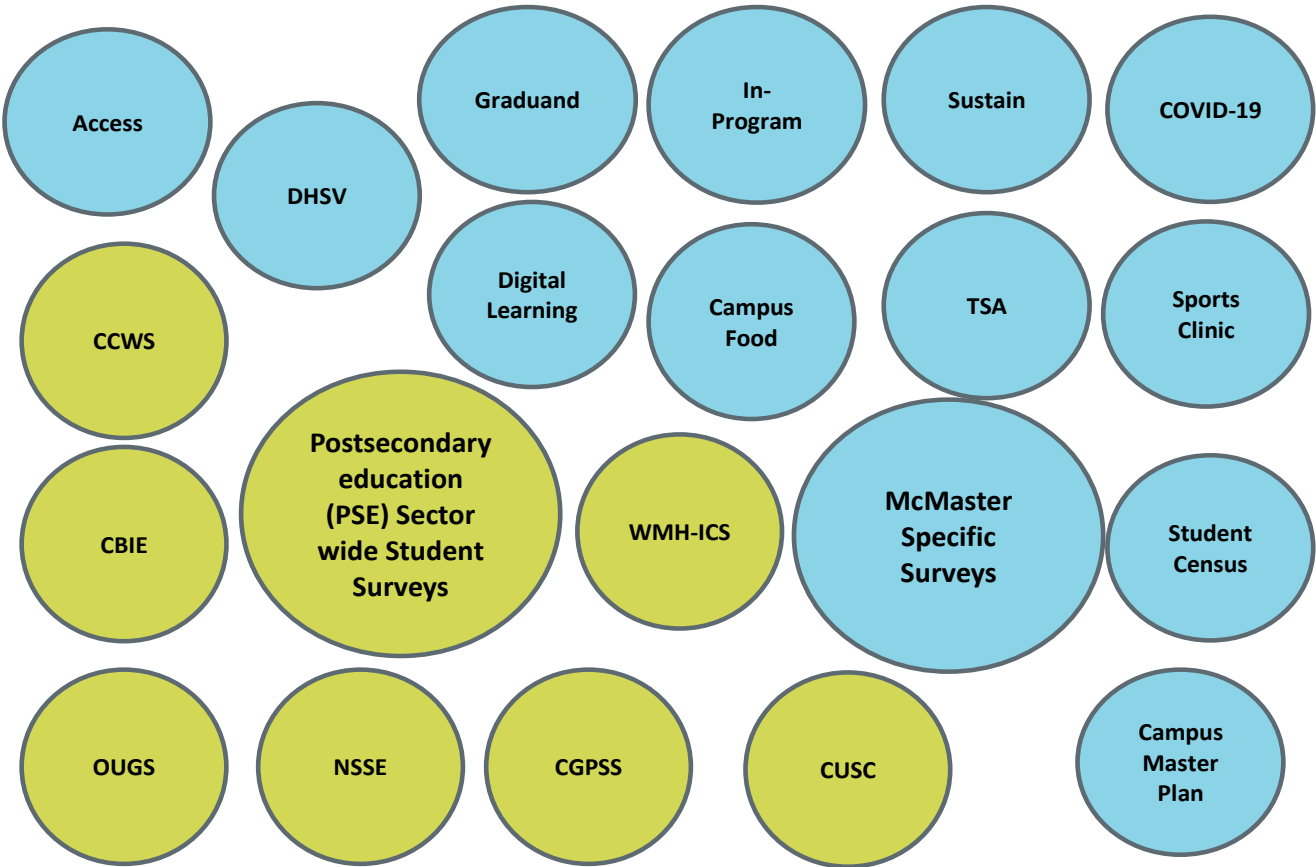 Access
DHSV
Graduand
In-
Program
Sustain
COVID-19
CCWS
Digital
Learning
Campus
Food
TSA
Sports
Clinic
CBIE
Postsecondary
education
(PSE) Sector
wide Student
Surveys
WMH-ICS
McMaster
Specific
Surveys
Student
Census
OUGS
NSSE
CGPSS
CUSC
Campus
Master
Plan